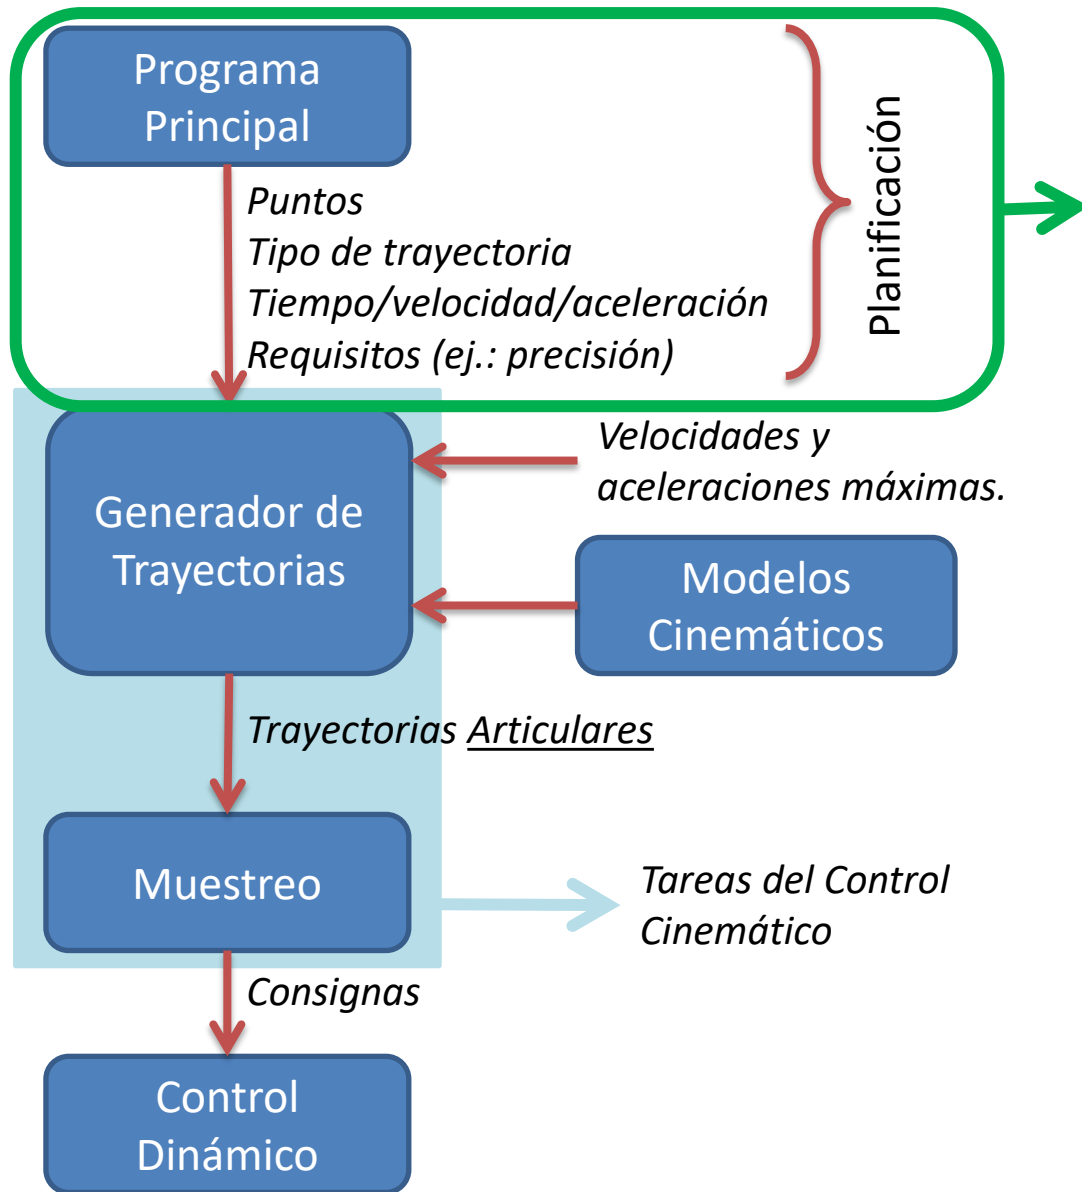 Programa
Principal
Puntos
Tipo de trayectoria
Tiempo/velocidad/aceleración
Requisitos (ej.: precisión)
Planificación
Velocidades y
aceleraciones máximas.
Generador de
Trayectorias
Modelos
Cinemáticos
Trayectorias Articulares
Muestreo
Tareas del Control
Cinemático
Consignas
Control
Dinámico